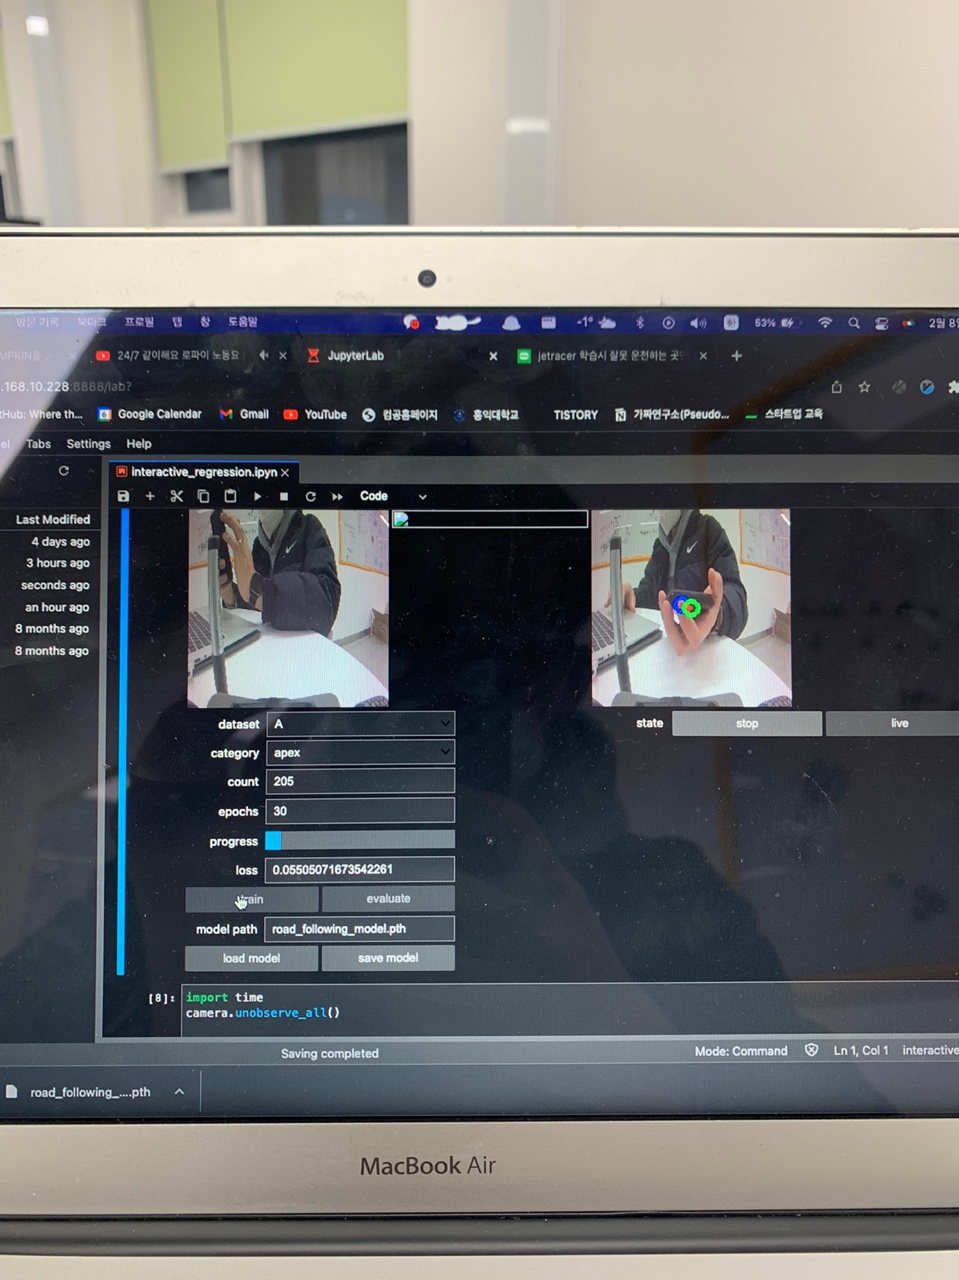 방문 기록 북마크 프로필 탭 창 도움말 -1° 53% 2월 8일
24/7 같이해요 로파이 노동요 JupyterLab jetracer 학습시 잘못 운전하는 곳
.168.10.228:8888/lab?
tHub: Where th... Google Calendar Gmail YouTube 컴공홈페이지 홍익대학교 TISTORY 가짜연구소(Pseudo... 스타트업 교육
el Tabs Settings Help
interactive_regression.ipyn
Code
Last Modified
4 days ago
3 hours ago
seconds ago
an hour ago
8 months ago
8 months ago
dataset A
state stop live
category apex
count 205
epochs 30
progress
loss 0.05505071673542261
train evaluate
model path road_following_model.pth
load model save model
[8]: import time
camera.unobserve_all()
Saving completed Mode: Command Ln 1, Col 1 interactive
road_following_....pth
MacBook Air